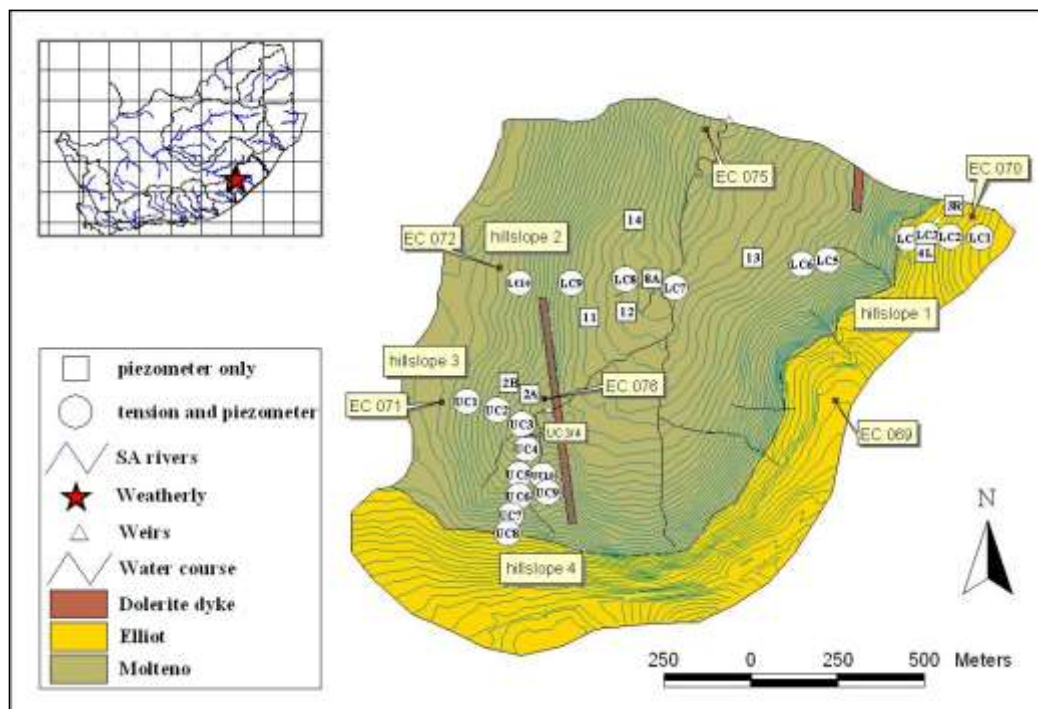 EC 075
EC 070
3R
14
EC 072
hillslope 2
LC3
LC2
LC1
4L
13
LC6
LC5
LC9
LC8
8A
LC7
11
12
hillslope 1
piezometer only
hillslope 3
2B
2A
EC 076
tension and piezometer
EC 071
UC1
UC2
UC3
UC3/4
EC 069
UC4
SA rivers
UC5
UC10
UC6
UC9
Weatherly
UC7
N
UC8
Weirs
hillslope 4
Water course
Dolerite dyke
Elliot
Molteno
250
0
250
500
Meters